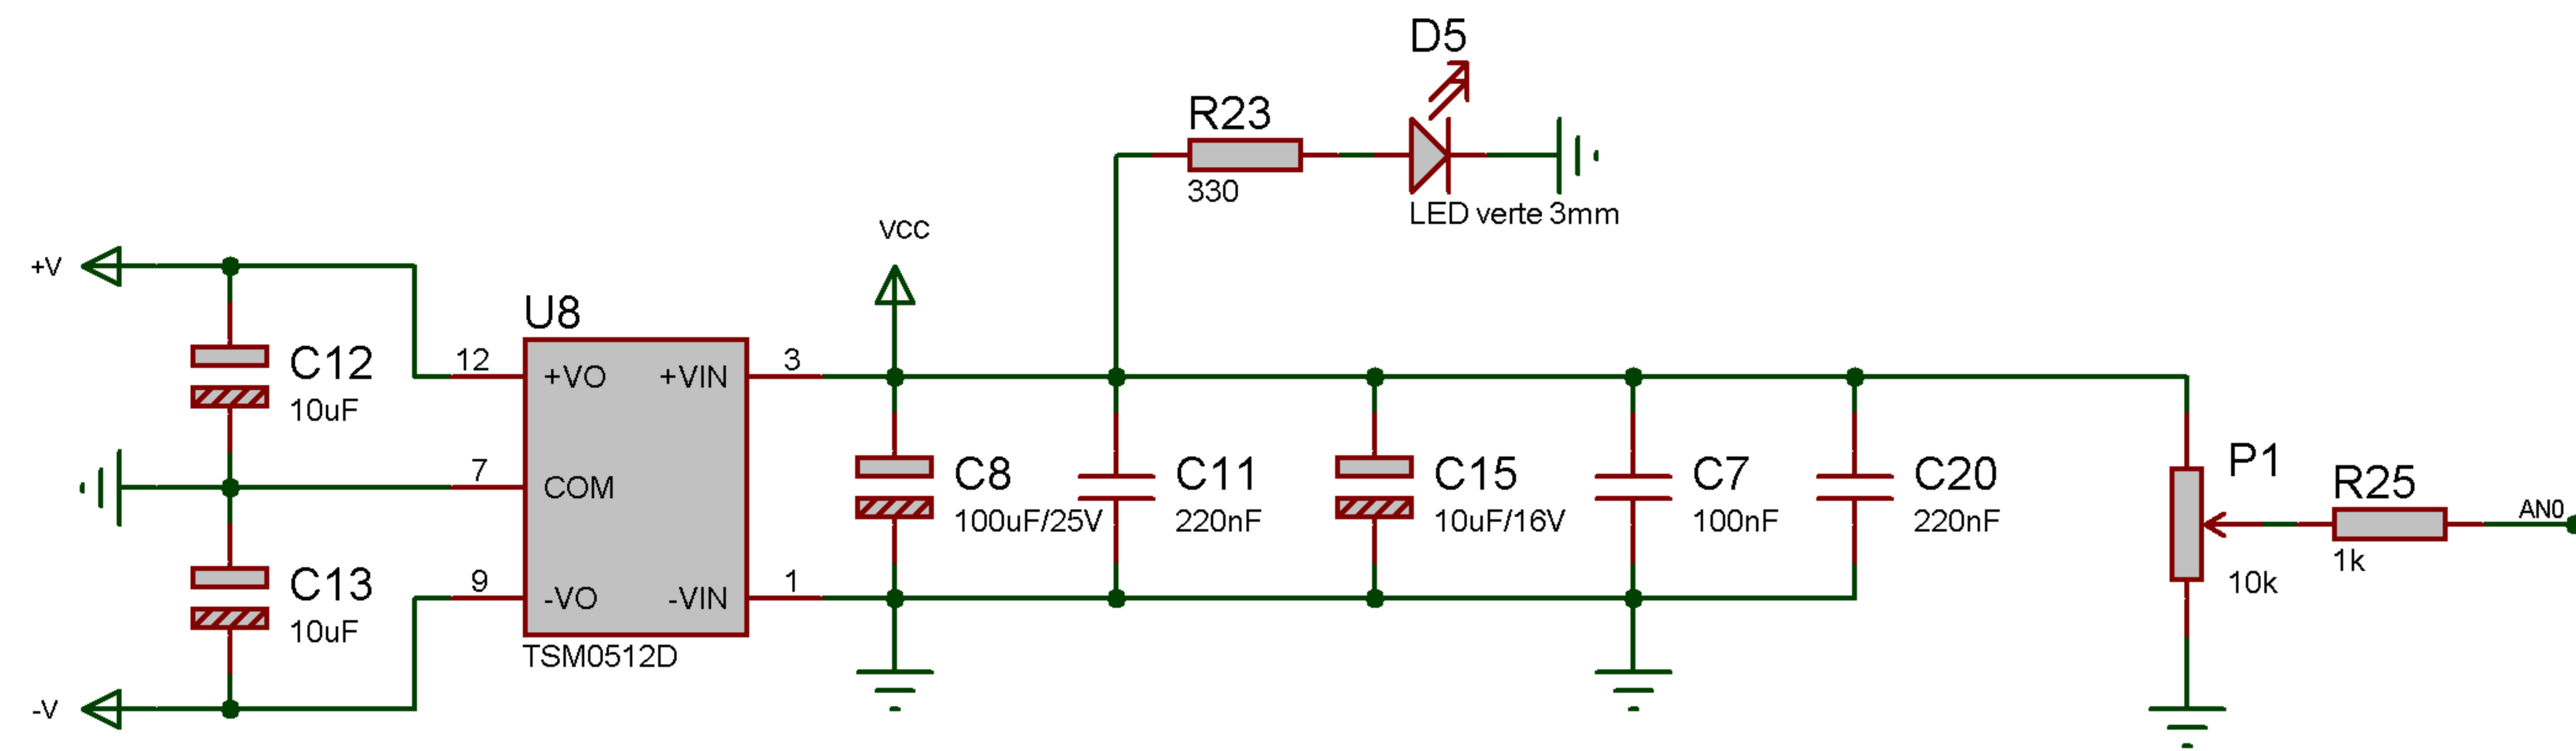 D5
R23
330
LED verte 3mm
VCC
+V
U8
C12
10uF
12
+VO
+VIN
3
7
COM
C8
100uF/25V
C11
220nF
C15
10uF/16V
C7
100nF
C20
220nF
P1
10k
R25
1k
AN0
C13
10uF
9
-VO
-VIN
1
TSM0512D
-V